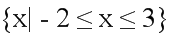 {x| - 2 ≤ x ≤ 3}